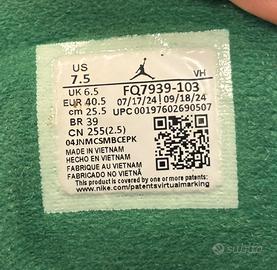 US
7.5
VH
UK 6.5
FQ7939-103
EUR 40.5
07/17/24
09/18/24
cm 25.5
UPC 00197602690507
BR 39
CN 255(2.5)
04JNMCSMBCEPK
MADE IN VIETNAM
HECHO EN VIETNAM
FABRIQUÉ AU VIETNAM
FABRICADO NO VIETNÃ
This product is covered by one or more patents.
www.nike.com/patentsvirtualmarking
subito